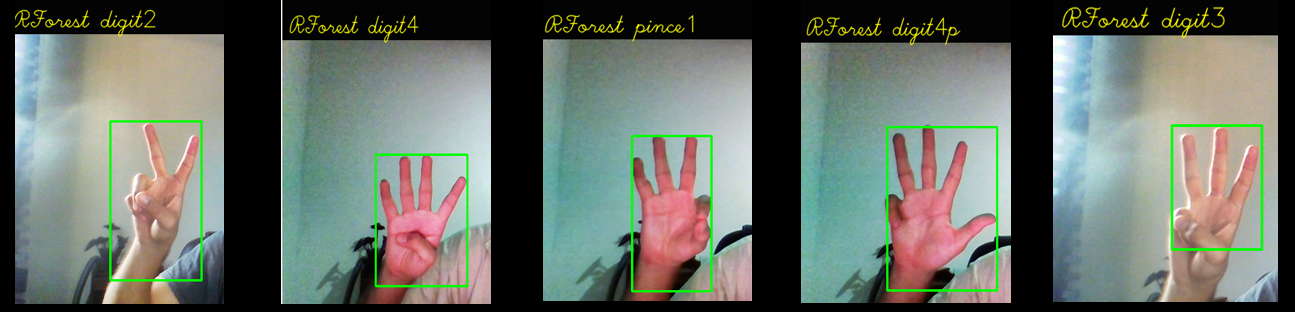 RForest digit2
RForest digit4
RForest pince1
RForest digit4p
RForest digit3